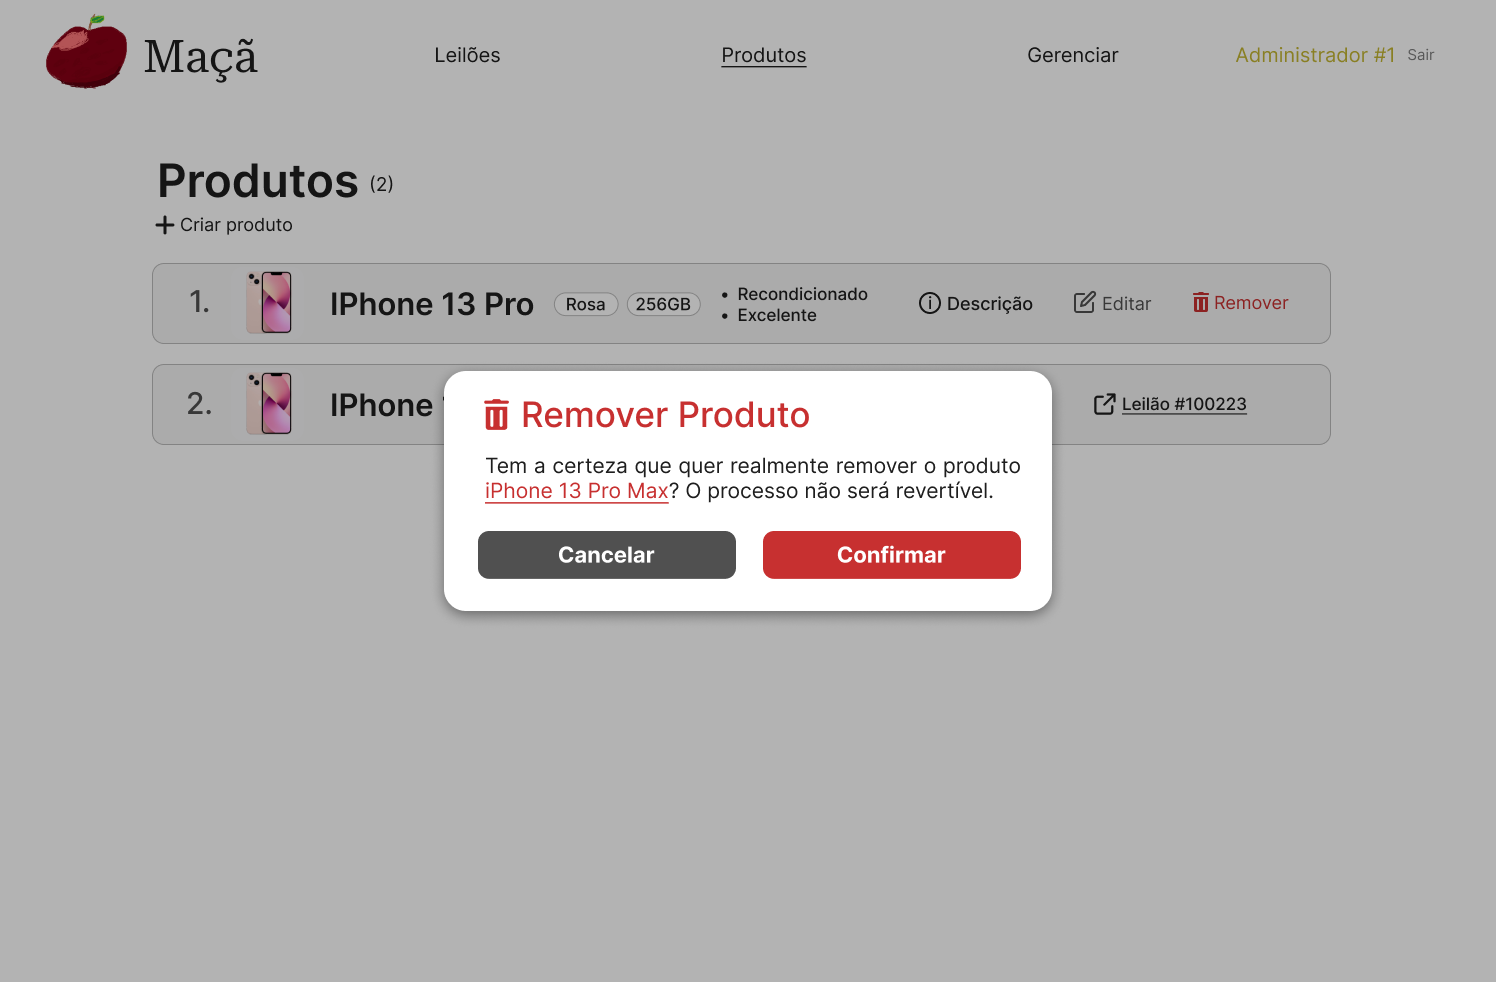 Maçã
Leilões
Produtos
Gerenciar
Administrador #1
Sair
Produtos (2)
Criar produto
1.
IPhone 13 Pro
Rosa
256GB
• Recondicionado
• Excelente
Descrição
Editar
Remover
2.
IPhone
Leilão #100223
Remover Produto
Tem a certeza que quer realmente remover o produto
iPhone 13 Pro Max? O processo não será revertível.
Cancelar
Confirmar